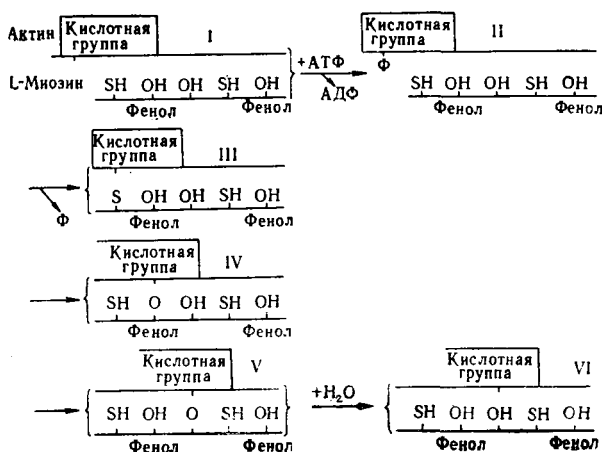 Актин Кислотная группа I
L-Миозин SH OH OH SH OH
Фенол Фенол
+АТФ
АДФ
Кислотная группа II
Ф
SH OH OH SH OH
Фенол Фенол
Ф
Кислотная группа III
S OH OH SH OH
Фенол Фенол
Кислотная группа IV
SH O OH SH OH
Фенол Фенол
Кислотная группа V
SH OH O SH OH
Фенол Фенол
+H₂O
Кислотная группа VI
SH OH OH SH OH
Фенол Фенол